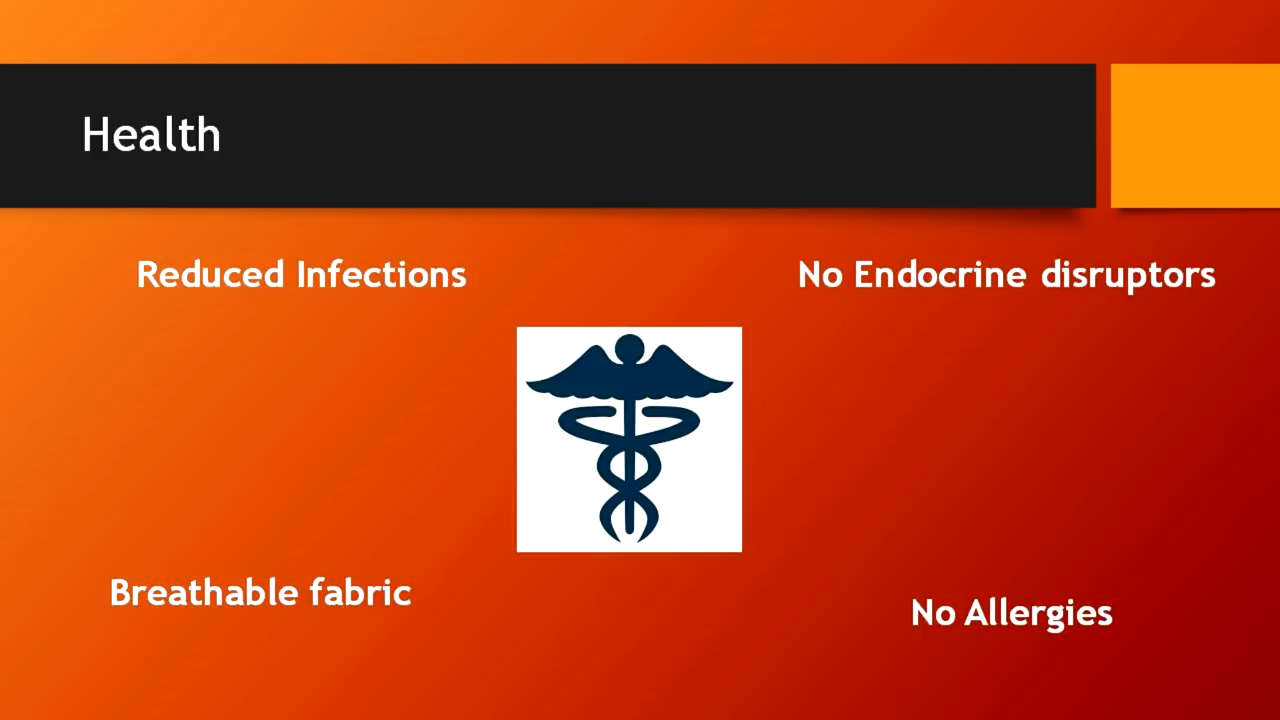 Health
Reduced Infections
No Endocrine disruptors
Breathable fabric
No Allergies